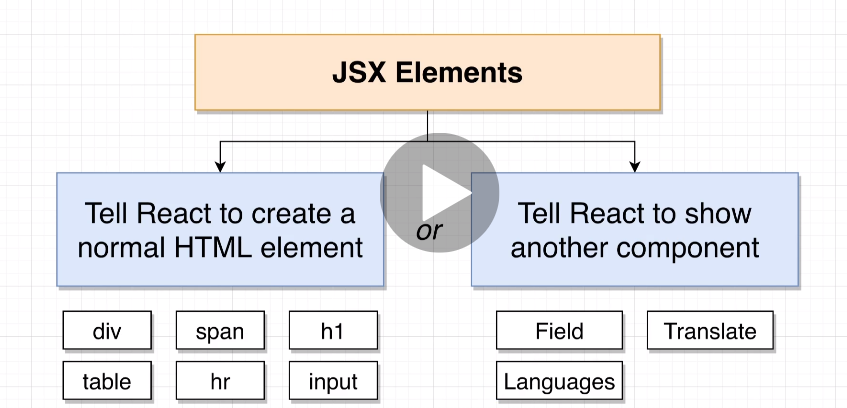 JSX Elements
Tell React to create a
normal HTML element
or
Tell React to show
another component
div
span
h1
table
hr
input
Field
Translate
Languages